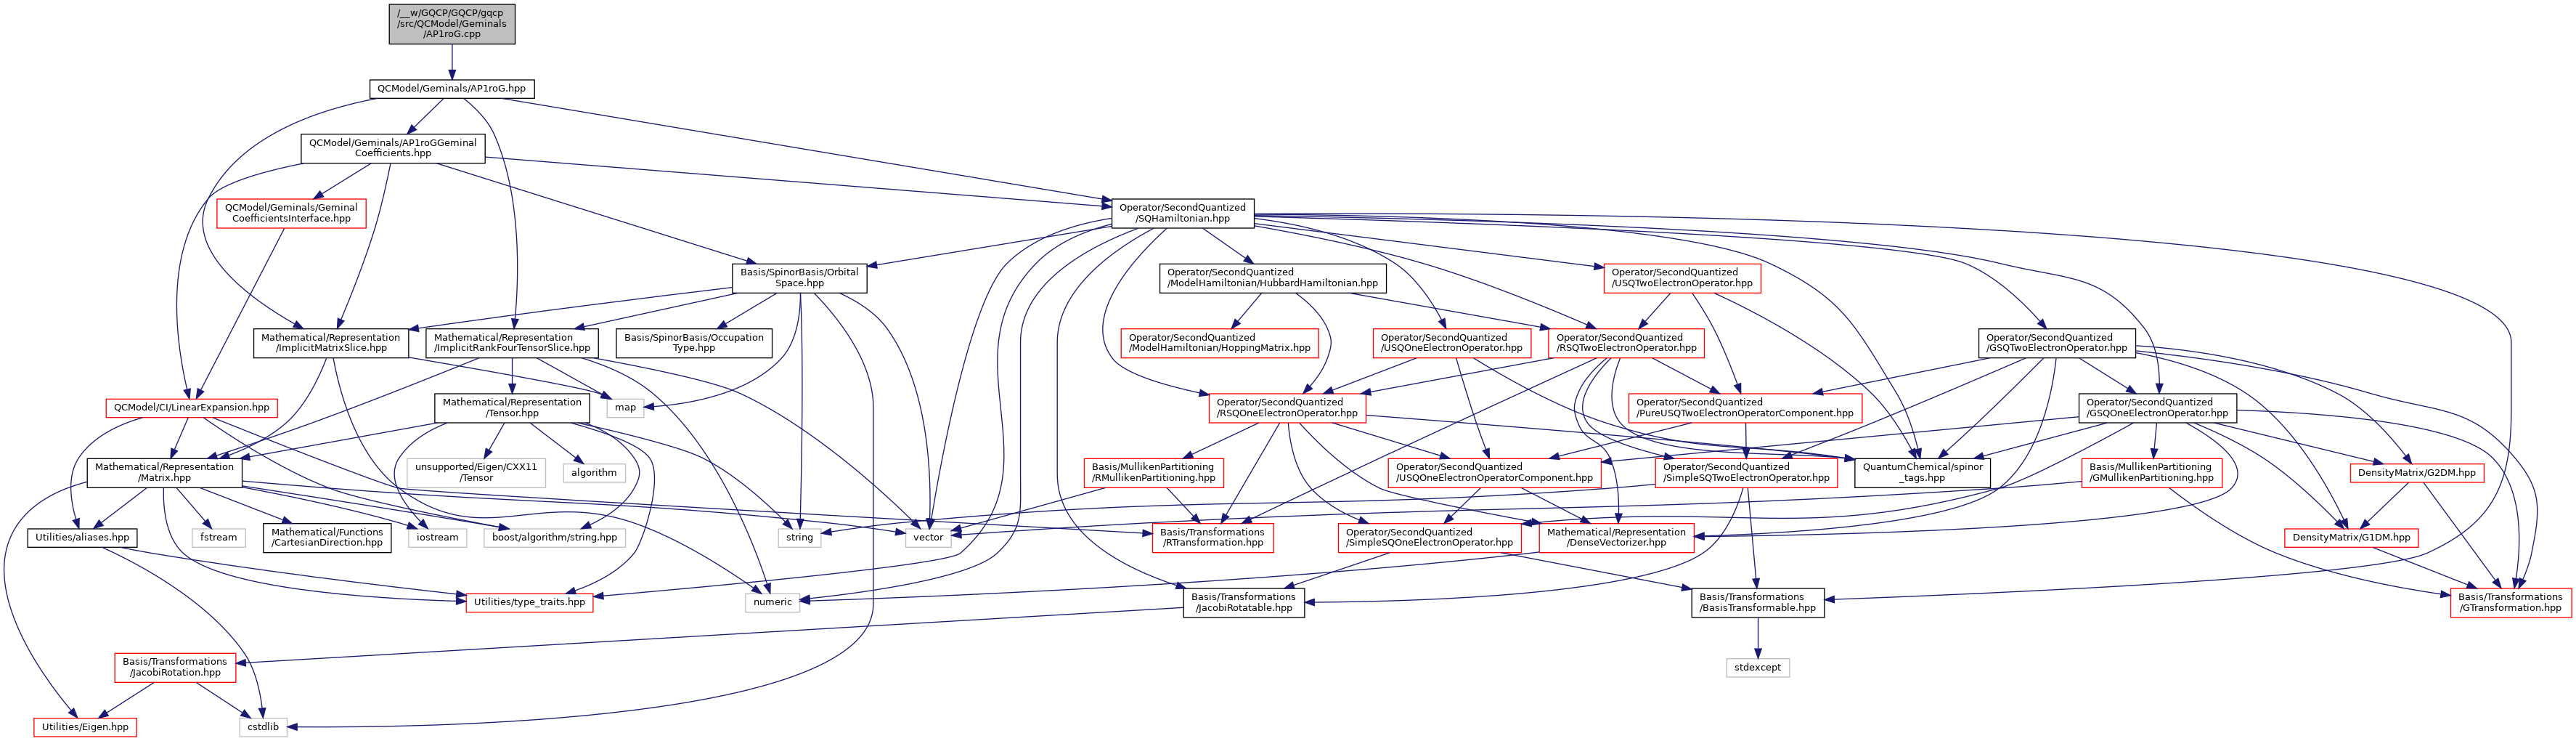 /__w/GQCP/GQCP/gqcp
/src/QCModel/Geminals
/AP1roG.cpp
QCModel/Geminals/AP1roG.hpp
QCModel/Geminals/AP1roGGeminal
Coefficients.hpp
QCModel/Geminals/Geminal
CoefficientsInterface.hpp
Operator/SecondQuantized
/SQHamiltonian.hpp
Basis/SpinorBasis/Orbital
Space.hpp
Operator/SecondQuantized
/ModelHamiltonian/HubbardHamiltonian.hpp
Operator/SecondQuantized
/USQTwoElectronOperator.hpp
Mathematical/Representation
/ImplicitMatrixSlice.hpp
Mathematical/Representation
/ImplicitRankFourTensorSlice.hpp
Basis/SpinorBasis/Occupation
Type.hpp
Operator/SecondQuantized
/ModelHamiltonian/HoppingMatrix.hpp
Operator/SecondQuantized
/USQOneElectronOperator.hpp
Operator/SecondQuantized
/RSQTwoElectronOperator.hpp
Operator/SecondQuantized
/GSQTwoElectronOperator.hpp
QCModel/CI/LinearExpansion.hpp
Mathematical/Representation
/Tensor.hpp
map
Operator/SecondQuantized
/RSQOneElectronOperator.hpp
Operator/SecondQuantized
/PureUSQTwoElectronOperatorComponent.hpp
Operator/SecondQuantized
/GSQOneElectronOperator.hpp
Mathematical/Representation
/Matrix.hpp
unsupported/Eigen/CXX11
/Tensor
algorithm
Basis/MullikenPartitioning
/RMullikenPartitioning.hpp
Operator/SecondQuantized
/USQOneElectronOperatorComponent.hpp
Operator/SecondQuantized
/SimpleSQTwoElectronOperator.hpp
QuantumChemical/spinor
_tags.hpp
Basis/MullikenPartitioning
/GMullikenPartitioning.hpp
DensityMatrix/G2DM.hpp
Utilities/aliases.hpp
fstream
Mathematical/Functions
/CartesianDirection.hpp
iostream
boost/algorithm/string.hpp
string
vector
Basis/Transformations
/RTransformation.hpp
Operator/SecondQuantized
/SimpleSQOneElectronOperator.hpp
Mathematical/Representation
/DenseVectorizer.hpp
DensityMatrix/G1DM.hpp
Utilities/type_traits.hpp
numeric
Basis/Transformations
/JacobiRotatable.hpp
Basis/Transformations
/BasisTransformable.hpp
Basis/Transformations
/GTransformation.hpp
Basis/Transformations
/JacobiRotation.hpp
stdexcept
Utilities/Eigen.hpp
cstdlib